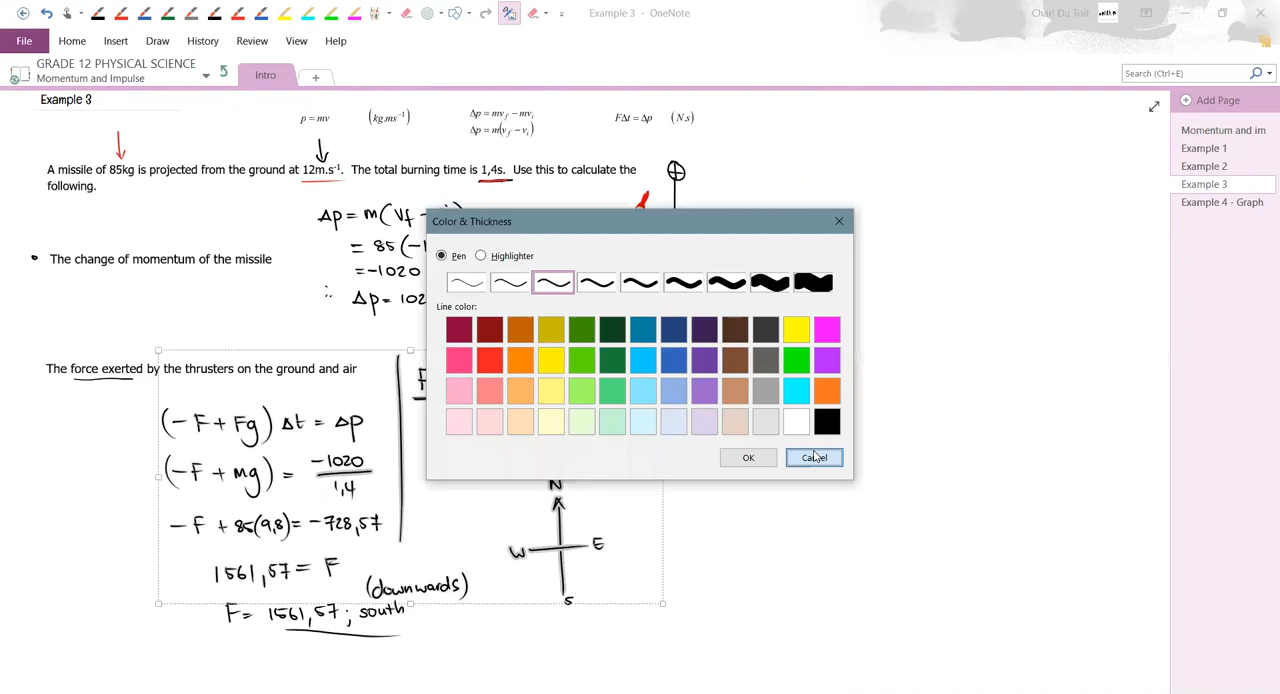 Example 3 - OneNote
Charl Du Toit
File Home Insert Draw History Review View Help
GRADE 12 PHYSICAL SCIENCE
Momentum and Impulse
Intro
+
Search (Ctrl+E)
Add Page
Momentum and im
Example 1
Example 2
Example 3
Example 4 - Graph
Example 3
p = mv (kg.ms⁻¹) Δp = mv_f − mv_i FΔt = Δp (N.s)
Δp = m(v_f − v_i)
A missile of 85kg is projected from the ground at 12m.s⁻¹. The total burning time is 1,4s. Use this to calculate the
following.
Δp = m(Vf −
= 85(−1
• The change of momentum of the missile
= −1020
∴ Δp = 102
Color & Thickness
Pen Highlighter
Line color:
OK Cancel
The force exerted by the thrusters on the ground and air
(−F + Fg) Δt = Δp
(−F + mg) = −1020 / 1,4
−F + 85(9,8) = −728,57
1561,57 = F
(downwards)
F = 1561,57 ; south
N
W E
S